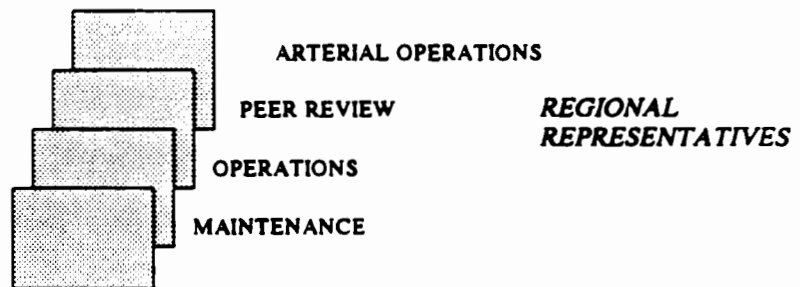 ARTERIAL OPERATIONS
PEER REVIEW
REGIONAL
REPRESENTATIVES
OPERATIONS
MAINTENANCE